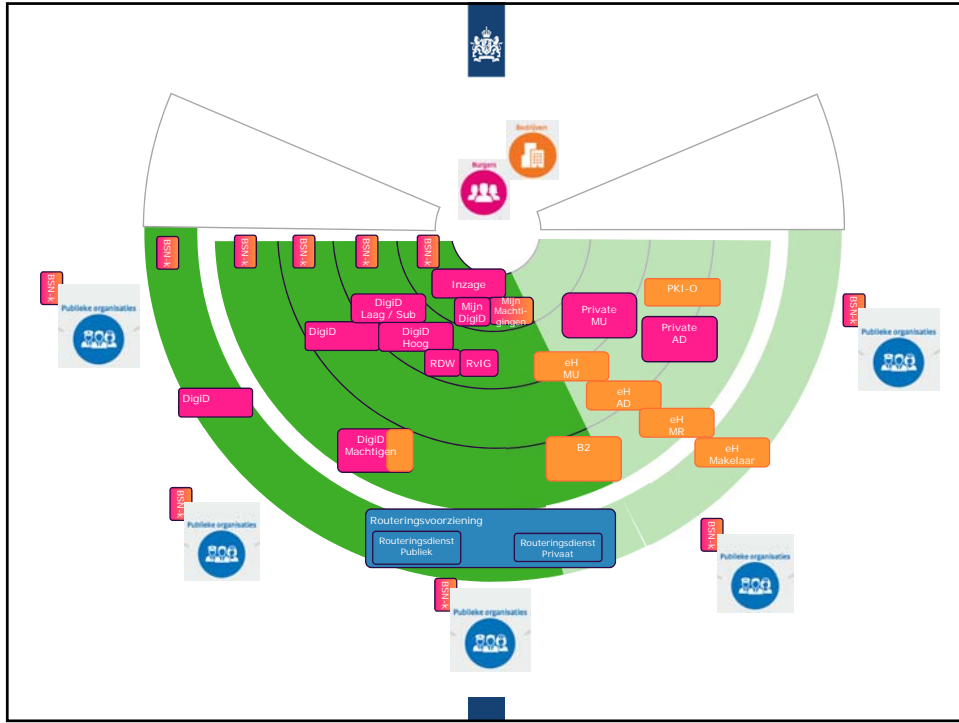 Bedrijven
Burgers
BSN-k
BSN-k
BSN-k
BSN-k
BSN-k
Inzage
Mijn
DigiD
Mijn
Machti-
gingen
DigiD
Laag / Sub
DigiD
DigiD
Hoog
RDW
RvIG
PKI-O
Private
MU
Private
AD
eH
MU
eH
AD
eH
MR
eH
Makelaar
B2
BSN-k
Publieke organisaties
BSN-k
Publieke organisaties
DigiD
DigiD
Machtigen
Routeringsvoorziening
Routeringsdienst
Publiek
Routeringsdienst
Privaat
BSN-k
Publieke organisaties
BSN-k
Publieke organisaties
BSN-k
Publieke organisaties